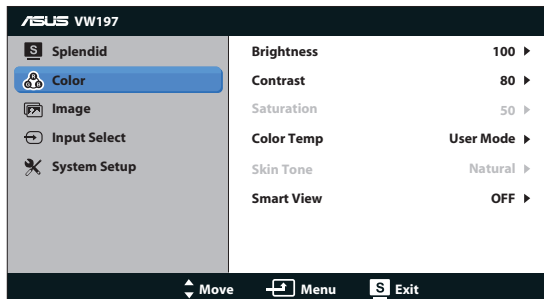 ASUS VW197
S Splendid
Color
Image
Input Select
System Setup
Brightness 100
Contrast 80
Saturation 50
Color Temp User Mode
Skin Tone Natural
Smart View OFF
Move Menu S Exit